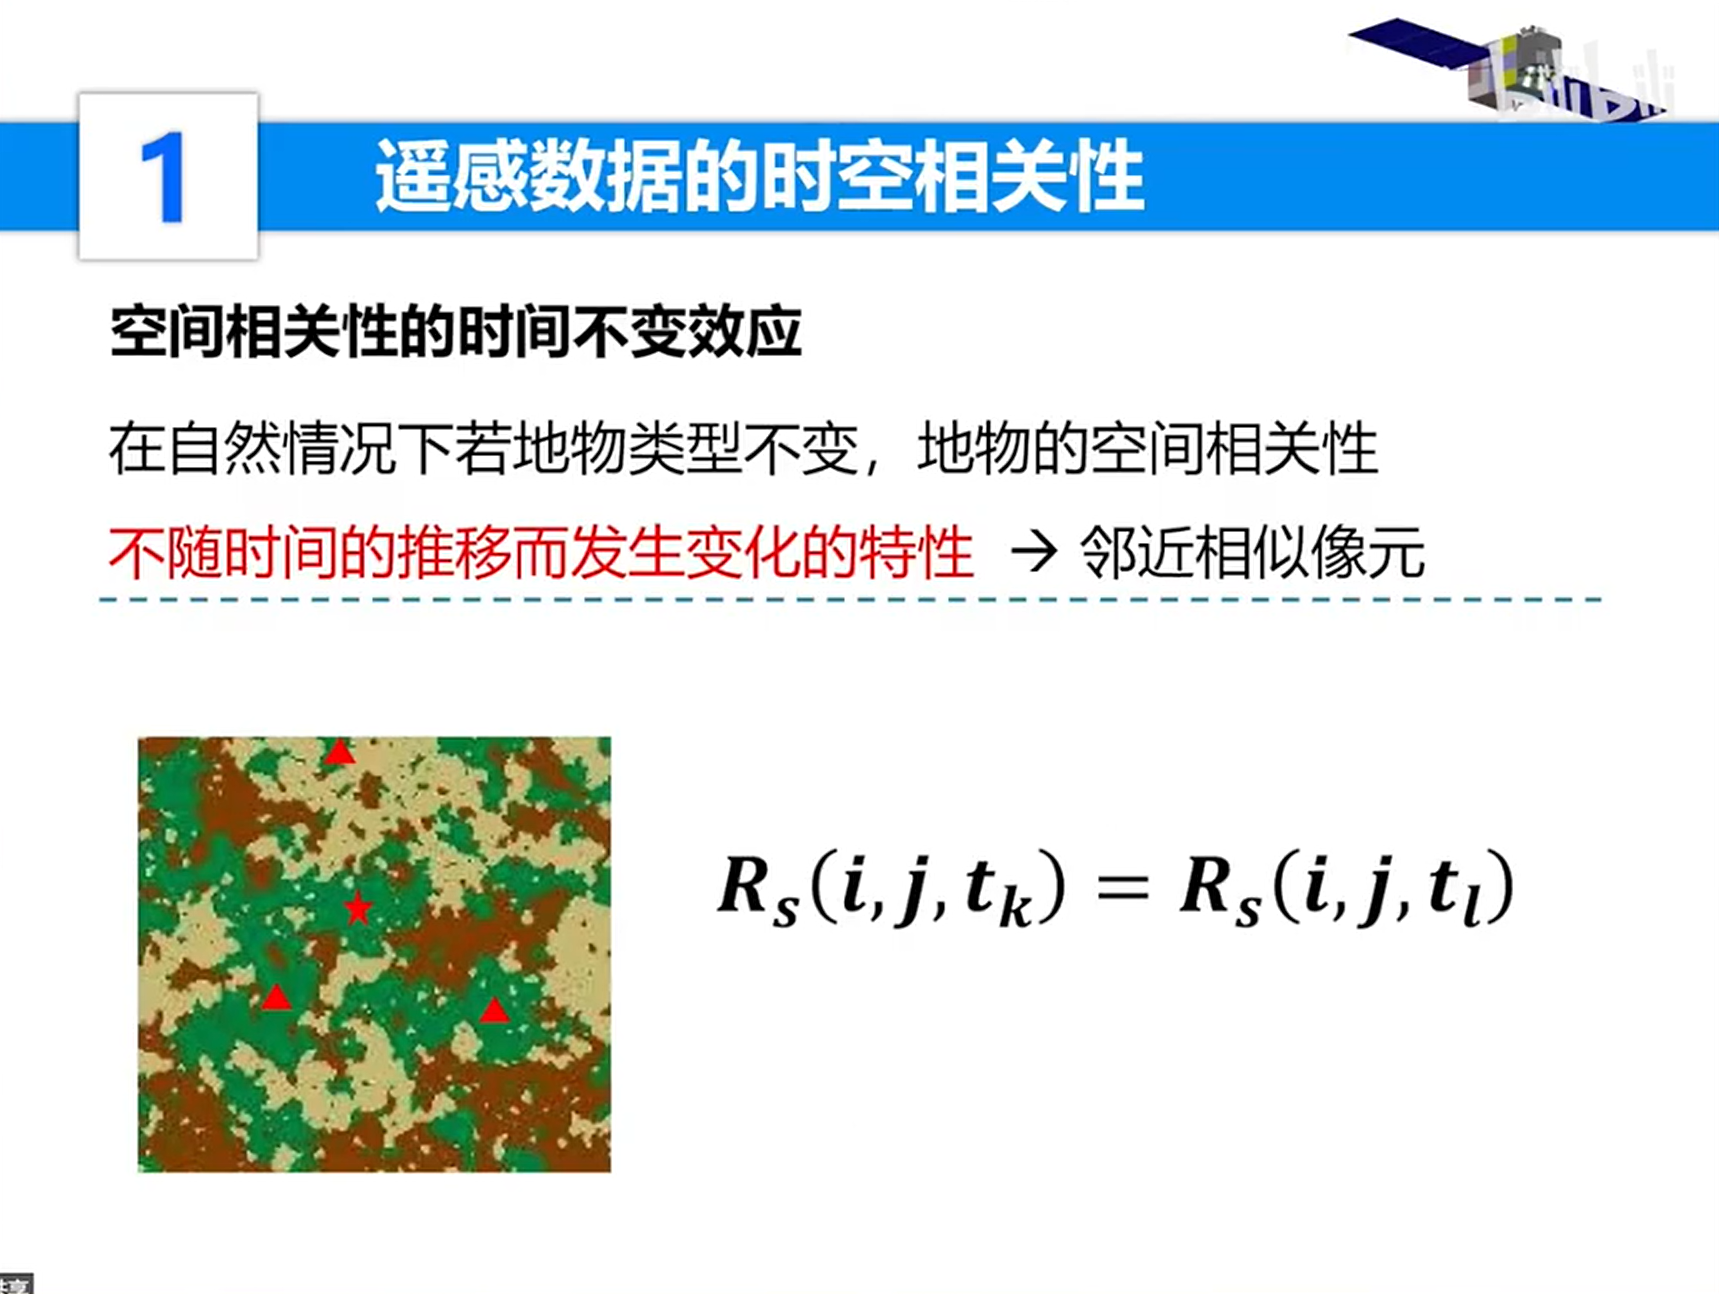 bilibili
1
遥感数据的时空相关性
空间相关性的时间不变效应
在自然情况下若地物类型不变，地物的空间相关性
不随时间的推移而发生变化的特性 → 邻近相似像元
R_s(i, j, t_k) = R_s(i, j, t_l)